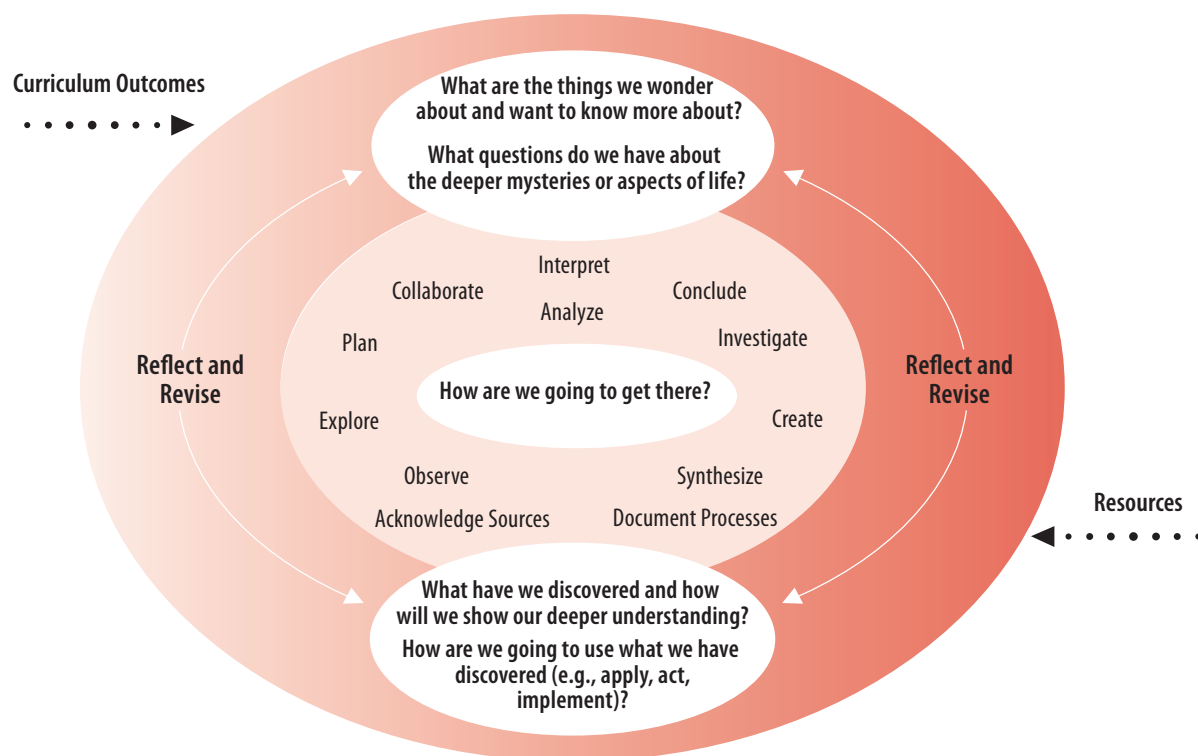 Curriculum Outcomes
What are the things we wonder
about and want to know more about?
What questions do we have about
the deeper mysteries or aspects of life?
Interpret
Collaborate
Conclude
Analyze
Plan
Investigate
Reflect and
Revise
How are we going to get there?
Reflect and
Revise
Explore
Create
Observe
Synthesize
Acknowledge Sources
Document Processes
Resources
What have we discovered and how
will we show our deeper understanding?
How are we going to use what we have
discovered (e.g., apply, act,
implement)?